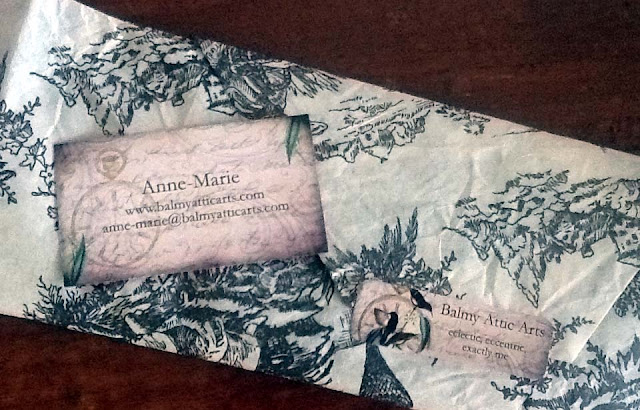 Anne-Marie
www.balmyatticarts.com
anne-marie@balmyatticarts.com
Balmy Attic Arts
eclectic, eccentric,
exactly me